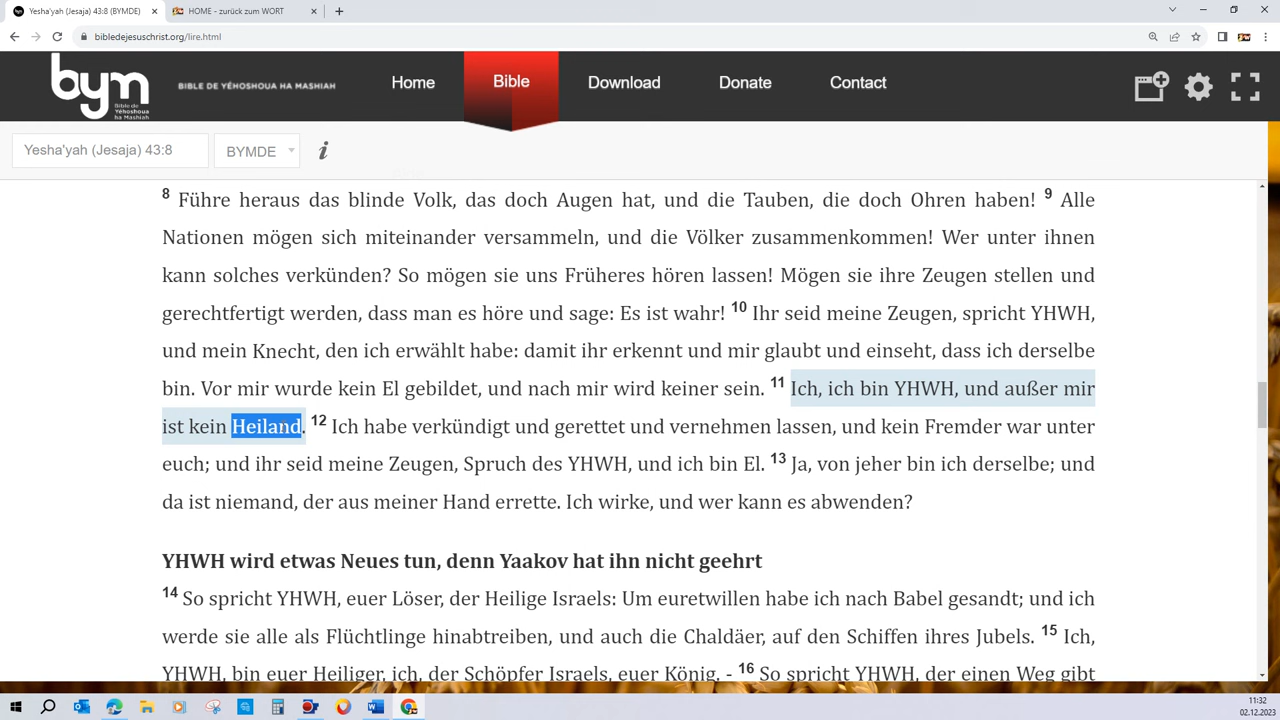 Yesha'yah (Jesaja) 43:8 (BYMDE)
HOME - zurück zum WORT
bibledejesuschrist.org/lire.html
bym
Bible de
Yéhoshoua
ha Mashiah
BIBLE DE YÉHOSHOUA HA MASHIAH
Home
Bible
Download
Donate
Contact
Yesha'yah (Jesaja) 43:8
BYMDE
i
8 Führe heraus das blinde Volk, das doch Augen hat, und die Tauben, die doch Ohren haben! 9 Alle
Nationen mögen sich miteinander versammeln, und die Völker zusammenkommen! Wer unter ihnen
kann solches verkünden? So mögen sie uns Früheres hören lassen! Mögen sie ihre Zeugen stellen und
gerechtfertigt werden, dass man es höre und sage: Es ist wahr! 10 Ihr seid meine Zeugen, spricht YHWH,
und mein Knecht, den ich erwählt habe: damit ihr erkennt und mir glaubt und einseht, dass ich derselbe
bin. Vor mir wurde kein El gebildet, und nach mir wird keiner sein. 11 Ich, ich bin YHWH, und außer mir
ist kein Heiland. 12 Ich habe verkündigt und gerettet und vernehmen lassen, und kein Fremder war unter
euch; und ihr seid meine Zeugen, Spruch des YHWH, und ich bin El. 13 Ja, von jeher bin ich derselbe; und
da ist niemand, der aus meiner Hand errette. Ich wirke, und wer kann es abwenden?
YHWH wird etwas Neues tun, denn Yaakov hat ihn nicht geehrt
14 So spricht YHWH, euer Löser, der Heilige Israels: Um euretwillen habe ich nach Babel gesandt; und ich
werde sie alle als Flüchtlinge hinabtreiben, und auch die Chaldäer, auf den Schiffen ihres Jubels. 15 Ich,
YHWH, bin euer Heiliger, ich, der Schöpfer Israels, euer König. - 16 So spricht YHWH, der einen Weg gibt
11:32
02.12.2023